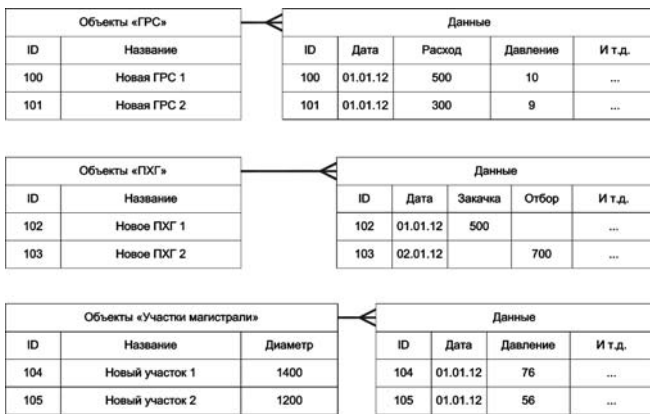 Объекты «ГРС» Данные
ID Название ID Дата Расход Давление И т.д.
100 Новая ГРС 1 100 01.01.12 500 10 ...
101 Новая ГРС 2 101 01.01.12 300 9 ...
Объекты «ПХГ» Данные
ID Название ID Дата Закачка Отбор И т.д.
102 Новое ПХГ 1 102 01.01.12 500 ...
103 Новое ПХГ 2 103 02.01.12 700 ...
Объекты «Участки магистрали» Данные
ID Название Диаметр ID Дата Давление И т.д.
104 Новый участок 1 1400 104 01.01.12 76 ...
105 Новый участок 2 1200 105 01.01.12 56 ...